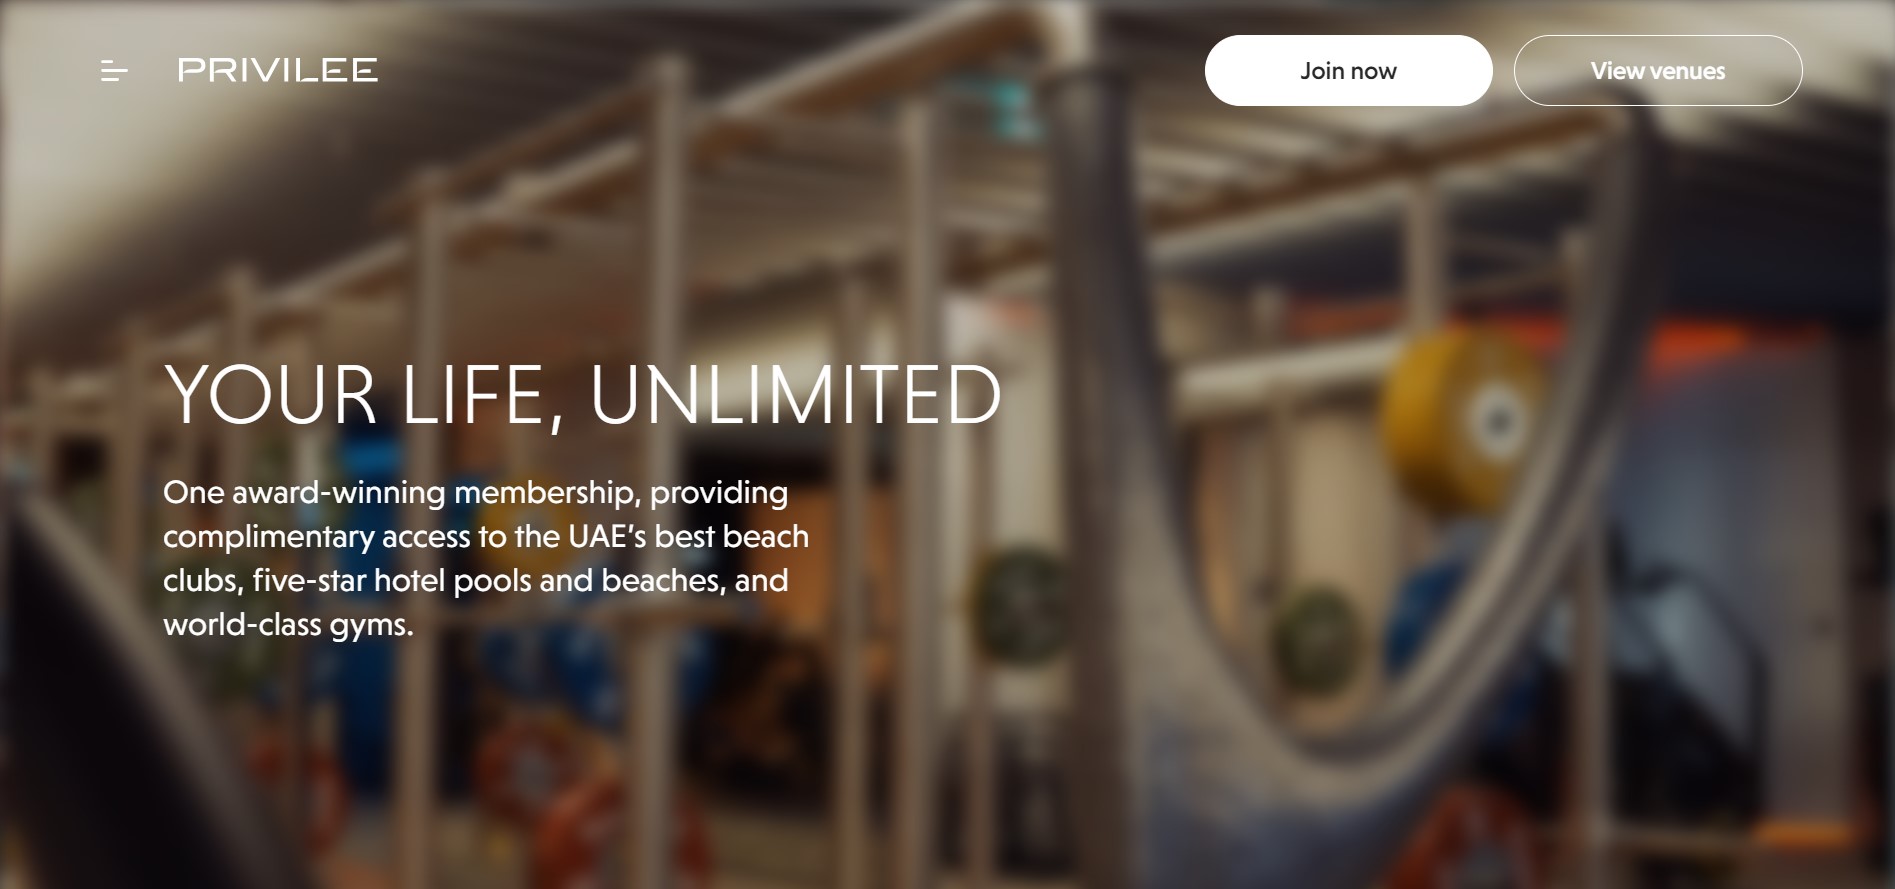 PRIVILEE
Join now
View venues
YOUR LIFE, UNLIMITED
One award-winning membership, providing
complimentary access to the UAE's best beach
clubs, five-star hotel pools and beaches, and
world-class gyms.